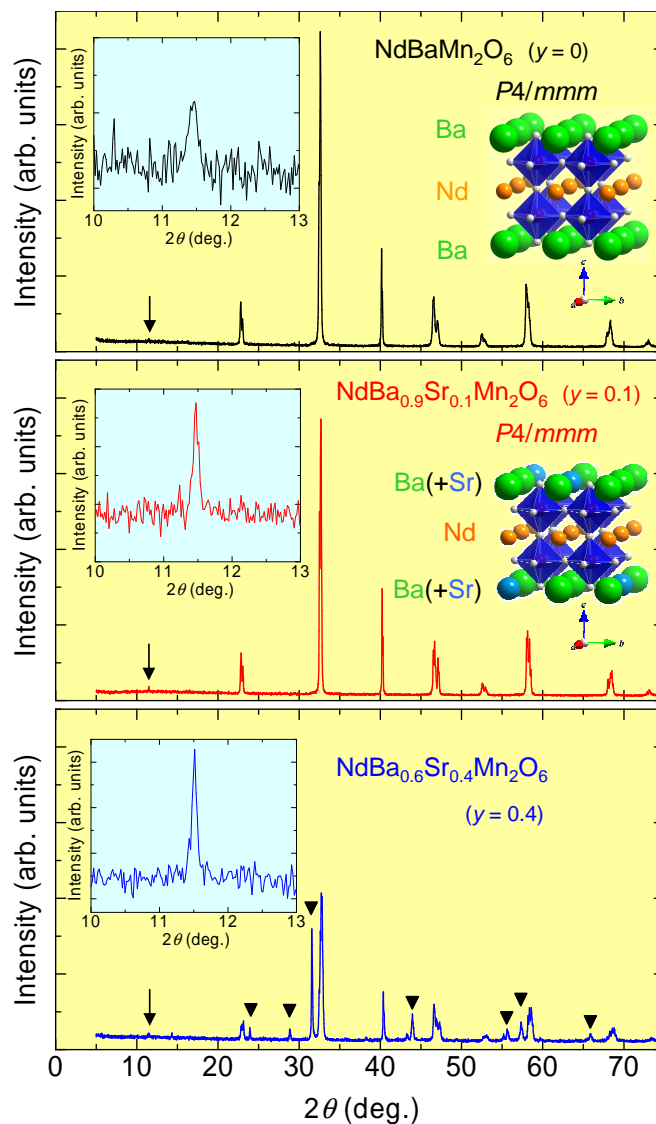 NdBaMn₂O₆ (y = 0)
P4/mmm
Ba
Nd
Ba
c
a
b
Intensity (arb. units)
Intensity (arb. units)
10 11 12 13
2θ (deg.)
NdBa₀.₉Sr₀.₁Mn₂O₆ (y = 0.1)
P4/mmm
Ba(+Sr)
Nd
Ba(+Sr)
c
a
b
Intensity (arb. units)
Intensity (arb. units)
10 11 12 13
2θ (deg.)
NdBa₀.₆Sr₀.₄Mn₂O₆
(y = 0.4)
Intensity (arb. units)
Intensity (arb. units)
10 11 12 13
2θ (deg.)
0 10 20 30 40 50 60 70
2θ (deg.)